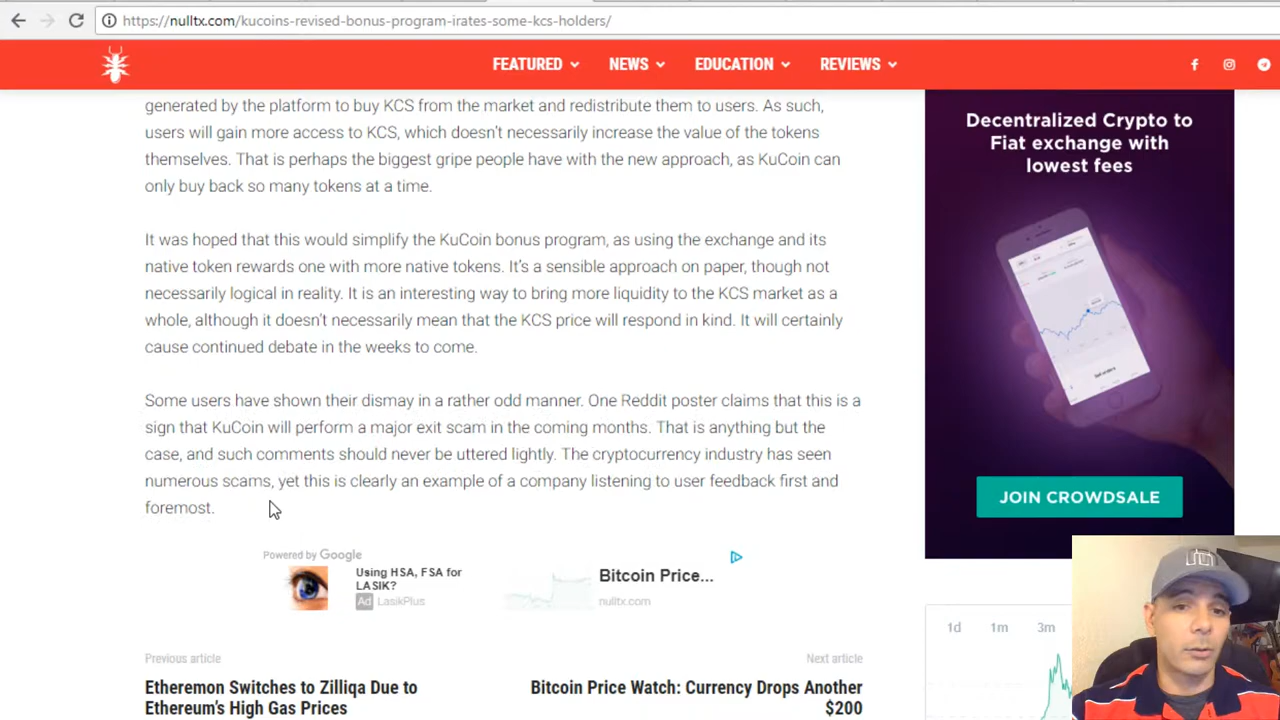 https://nulltx.com/kucoins-revised-bonus-program-irates-some-kcs-holders/
FEATURED
NEWS
EDUCATION
REVIEWS
generated by the platform to buy KCS from the market and redistribute them to users. As such,
users will gain more access to KCS, which doesn't necessarily increase the value of the tokens
themselves. That is perhaps the biggest gripe people have with the new approach, as KuCoin can
only buy back so many tokens at a time.
It was hoped that this would simplify the KuCoin bonus program, as using the exchange and its
native token rewards one with more native tokens. It's a sensible approach on paper, though not
necessarily logical in reality. It is an interesting way to bring more liquidity to the KCS market as a
whole, although it doesn't necessarily mean that the KCS price will respond in kind. It will certainly
cause continued debate in the weeks to come.
Some users have shown their dismay in a rather odd manner. One Reddit poster claims that this is a
sign that KuCoin will perform a major exit scam in the coming months. That is anything but the
case, and such comments should never be uttered lightly. The cryptocurrency industry has seen
numerous scams, yet this is clearly an example of a company listening to user feedback first and
foremost.
Decentralized Crypto to
Fiat exchange with
lowest fees
JOIN CROWDSALE
Powered by Google
Using HSA, FSA for
LASIK?
Ad LasikPlus
Bitcoin Price...
nulltx.com
1d 1m 3m
Previous article
Etheremon Switches to Zilliqa Due to
Ethereum's High Gas Prices
Next article
Bitcoin Price Watch: Currency Drops Another
$200